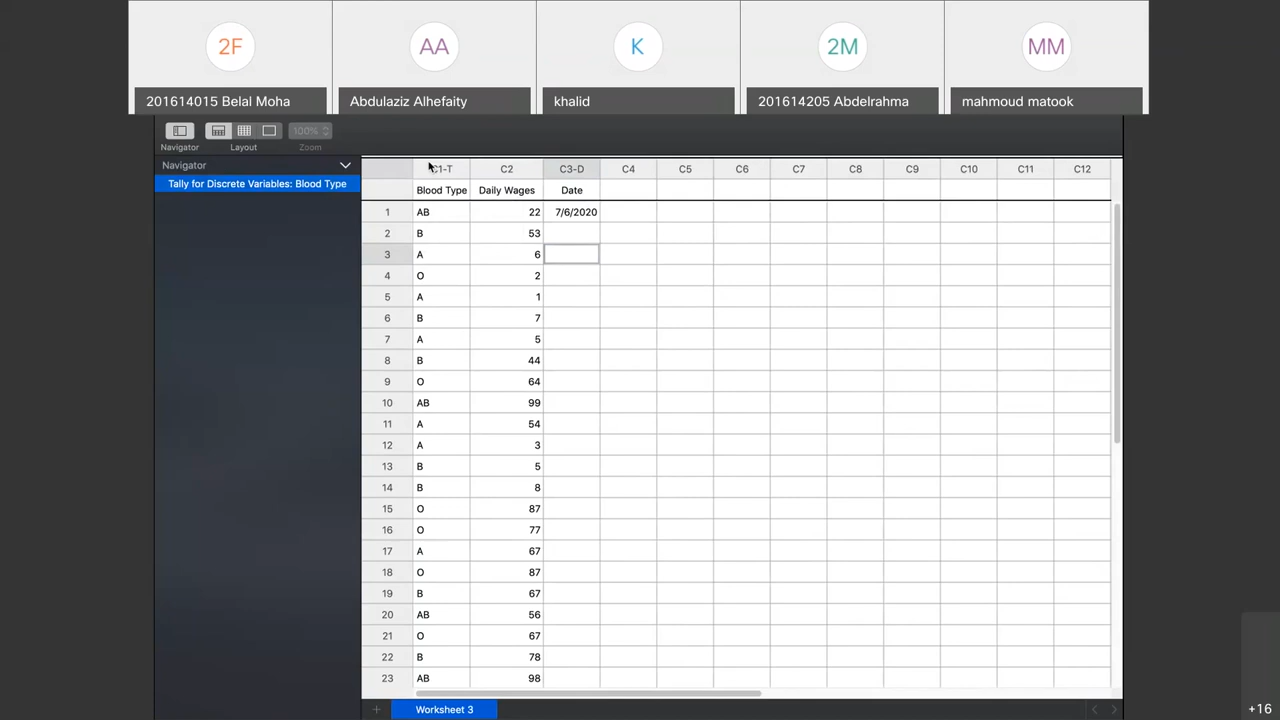 2F AA K 2M MM
201614015 Belal Moha Abdulaziz Alhefaity khalid 201614205 Abdelrahma mahmoud matook
100%
Navigator Layout Zoom
Navigator
Tally for Discrete Variables: Blood Type
C1-T C2 C3-D C4 C5 C6 C7 C8 C9 C10 C11 C12
Blood Type Daily Wages Date
1 AB 22 7/6/2020
2 B 53
3 A 6
4 O 2
5 A 1
6 B 7
7 A 5
8 B 44
9 O 64
10 AB 99
11 A 54
12 A 3
13 B 5
14 B 8
15 O 87
16 O 77
17 A 67
18 O 87
19 B 67
20 AB 56
21 O 67
22 B 78
23 AB 98
+ Worksheet 3
+16